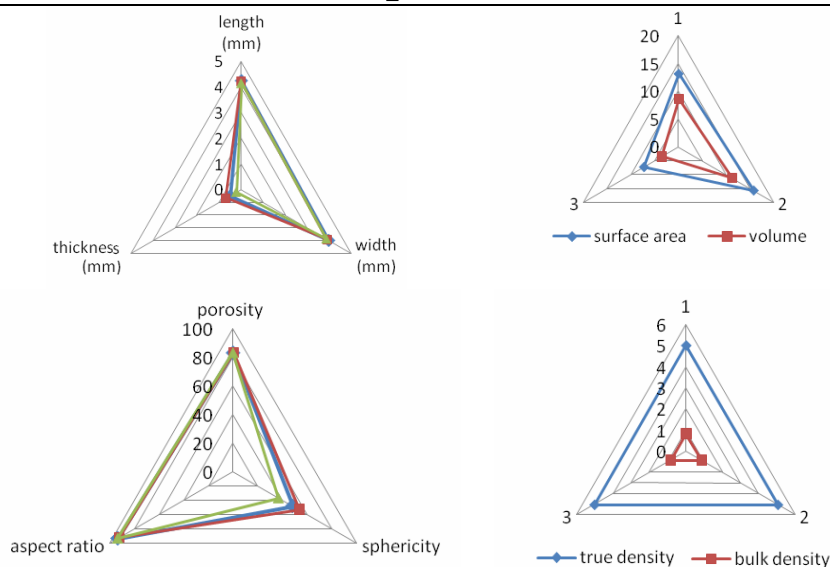 length
(mm)
5
4
3
2
1
0
thickness
(mm)
width
(mm)
1
20
15
10
5
0
3
2
surface area
volume
porosity
100
80
60
40
20
0
aspect ratio
sphericity
1
6
5
4
3
2
1
0
3
2
true density
bulk density